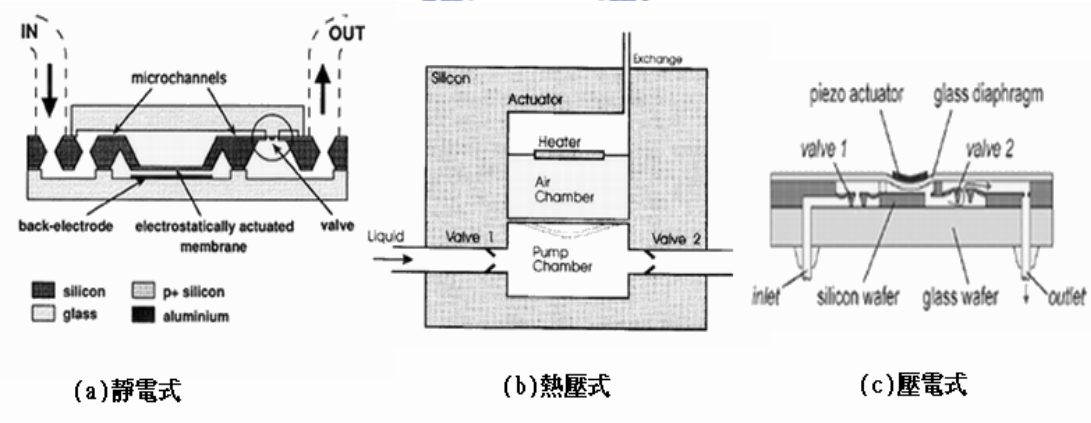 IN
OUT
microchannels
back-electrode
electrostatically actuated
membrane
valve
silicon
p+ silicon
glass
aluminium
(a)靜電式
Exchange
Silicon
Actuator
Heater
Air
Chamber
Liquid
Valve 1
Valve 2
Pump
Chamber
(b)熱壓式
piezo actuator
glass diaphragm
valve 1
valve 2
inlet
silicon wafer
glass wafer
outlet
(c)壓電式